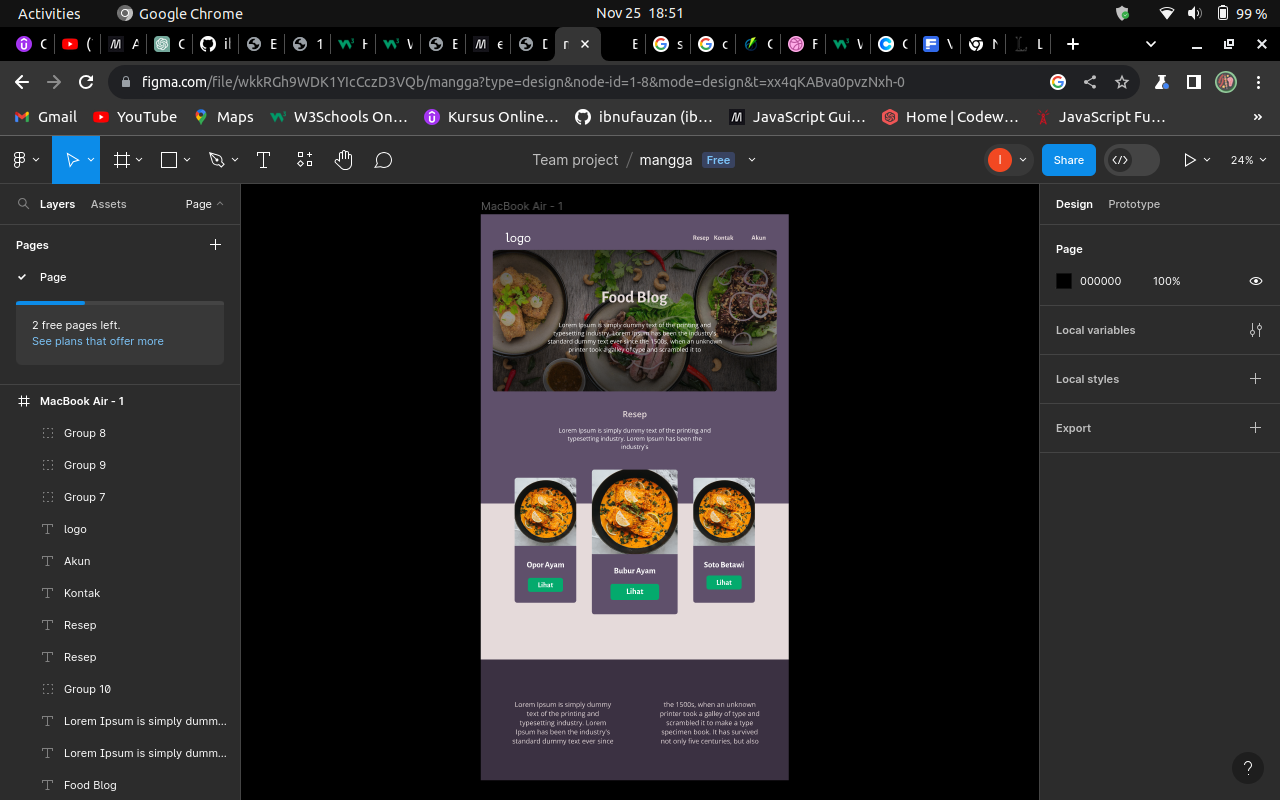 Activities
Google Chrome
Nov 25 18:51
99 %
figma.com/file/wkkRGh9WDK1YIcCczD3VQb/mangga?type=design&node-id=1-8&mode=design&t=xx4qKABva0pvzNxh-0
Gmail
YouTube
Maps
W3Schools On...
Kursus Online...
ibnufauzan (ib...
JavaScript Gui...
Home | Codew...
JavaScript Fu...
»
Team project / mangga
Free
I
Share
24%
Layers
Assets
Page
Design
Prototype
Pages
Page
2 free pages left.
See plans that offer more
MacBook Air - 1
Group 8
Group 9
Group 7
logo
Akun
Kontak
Resep
Resep
Group 10
Lorem Ipsum is simply dumm...
Lorem Ipsum is simply dumm...
Food Blog
MacBook Air - 1
logo
Resep
Kontak
Akun
Food Blog
Lorem Ipsum is simply dummy text of the printing and
typesetting industry. Lorem Ipsum has been the industry's
standard dummy text ever since the 1500s, when an unknown
printer took a galley of type and scrambled it to
Resep
Lorem Ipsum is simply dummy text of the printing and
typesetting industry. Lorem Ipsum has been the
industry's
Opor Ayam
Lihat
Bubur Ayam
Lihat
Soto Betawi
Lihat
Lorem Ipsum is simply dummy
text of the printing and
typesetting industry. Lorem
Ipsum has been the industry's
standard dummy text ever since
the 1500s, when an unknown
printer took a galley of type and
scrambled it to make a type
specimen book. It has survived
not only five centuries, but also
Page
000000
100%
Local variables
Local styles
Export
?